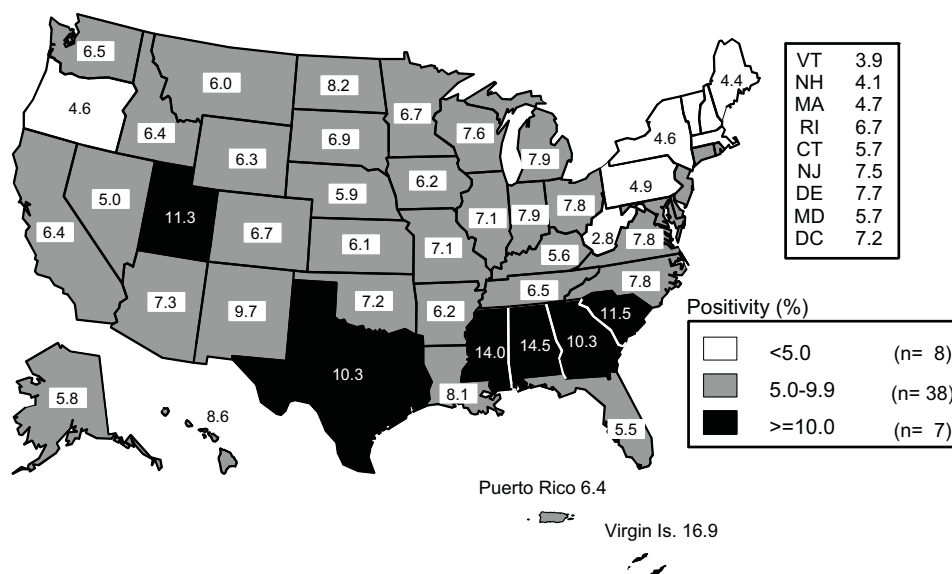 6.5
6.0
8.2
6.7
4.4
4.6
6.4
6.9
7.6
4.6
6.3
7.9
5.0
5.9
6.2
4.9
11.3
7.1
7.9
7.8
6.4
6.7
6.1
7.1
2.8
7.8
5.6
7.3
9.7
7.2
6.2
6.5
7.8
10.3
14.0
14.5
10.3
11.5
8.1
5.8
8.6
5.5
VT 3.9
NH 4.1
MA 4.7
RI 6.7
CT 5.7
NJ 7.5
DE 7.7
MD 5.7
DC 7.2
Positivity (%)
<5.0 (n= 8)
5.0-9.9 (n= 38)
>=10.0 (n= 7)
Puerto Rico 6.4
Virgin Is. 16.9